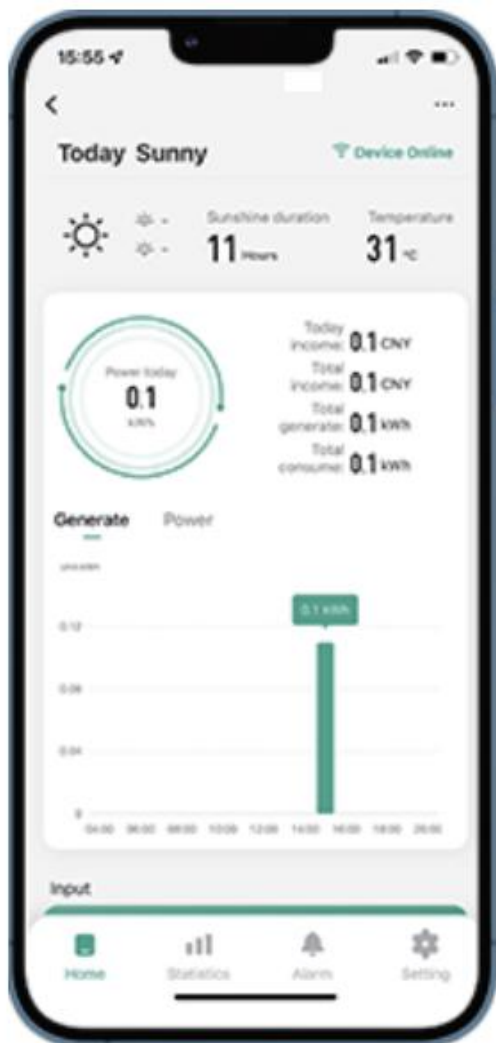 15:55
Today Sunny
Device Online
-
-
Sunshine duration
11 Hours
Temperature
31 °C
Power today
0.1
kWh
Today income: 0.1 CNY
Total income: 0.1 CNY
Total generate: 0.1 kWh
Total consume: 0.1 kWh
Generate Power
0.1 kWh
0.12
0.08
0.04
0
04:00 06:00 08:00 10:00 12:00 14:00 16:00 18:00 20:00
Input
Home Statistics Alarm Setting